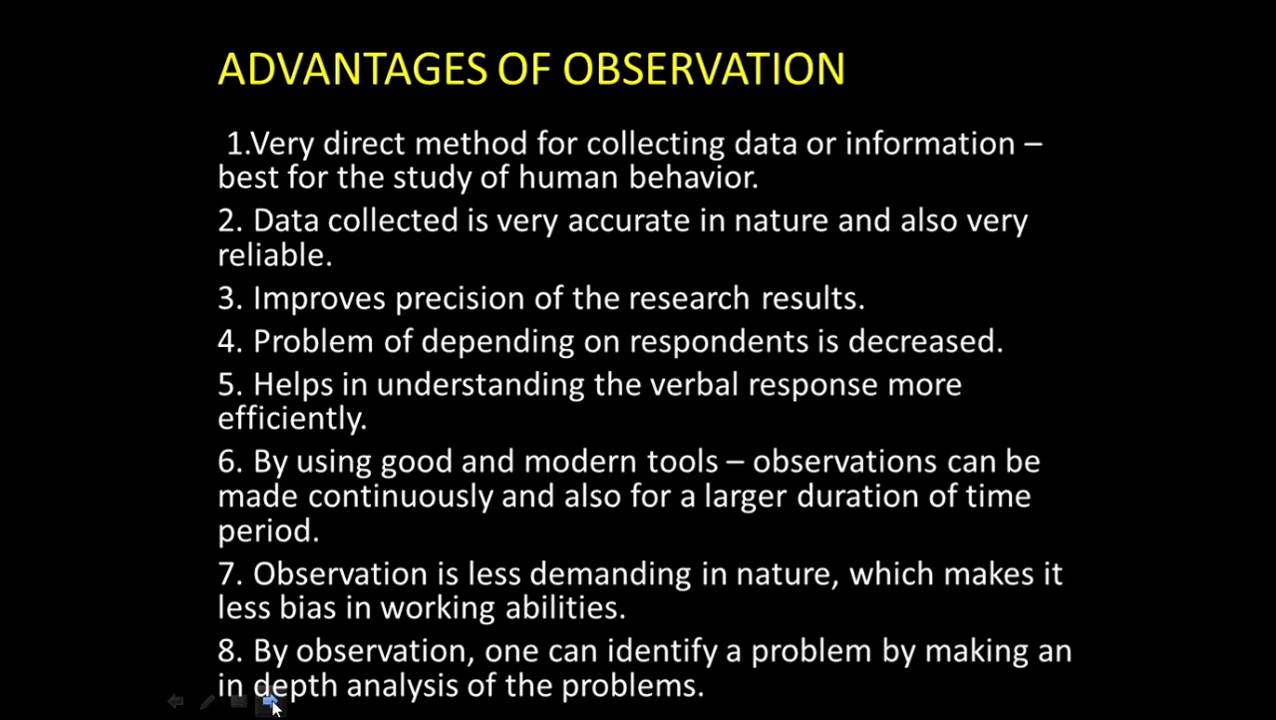 ADVANTAGES OF OBSERVATION
1.Very direct method for collecting data or information –
best for the study of human behavior.
2. Data collected is very accurate in nature and also very
reliable.
3. Improves precision of the research results.
4. Problem of depending on respondents is decreased.
5. Helps in understanding the verbal response more
efficiently.
6. By using good and modern tools – observations can be
made continuously and also for a larger duration of time
period.
7. Observation is less demanding in nature, which makes it
less bias in working abilities.
8. By observation, one can identify a problem by making an
in depth analysis of the problems.